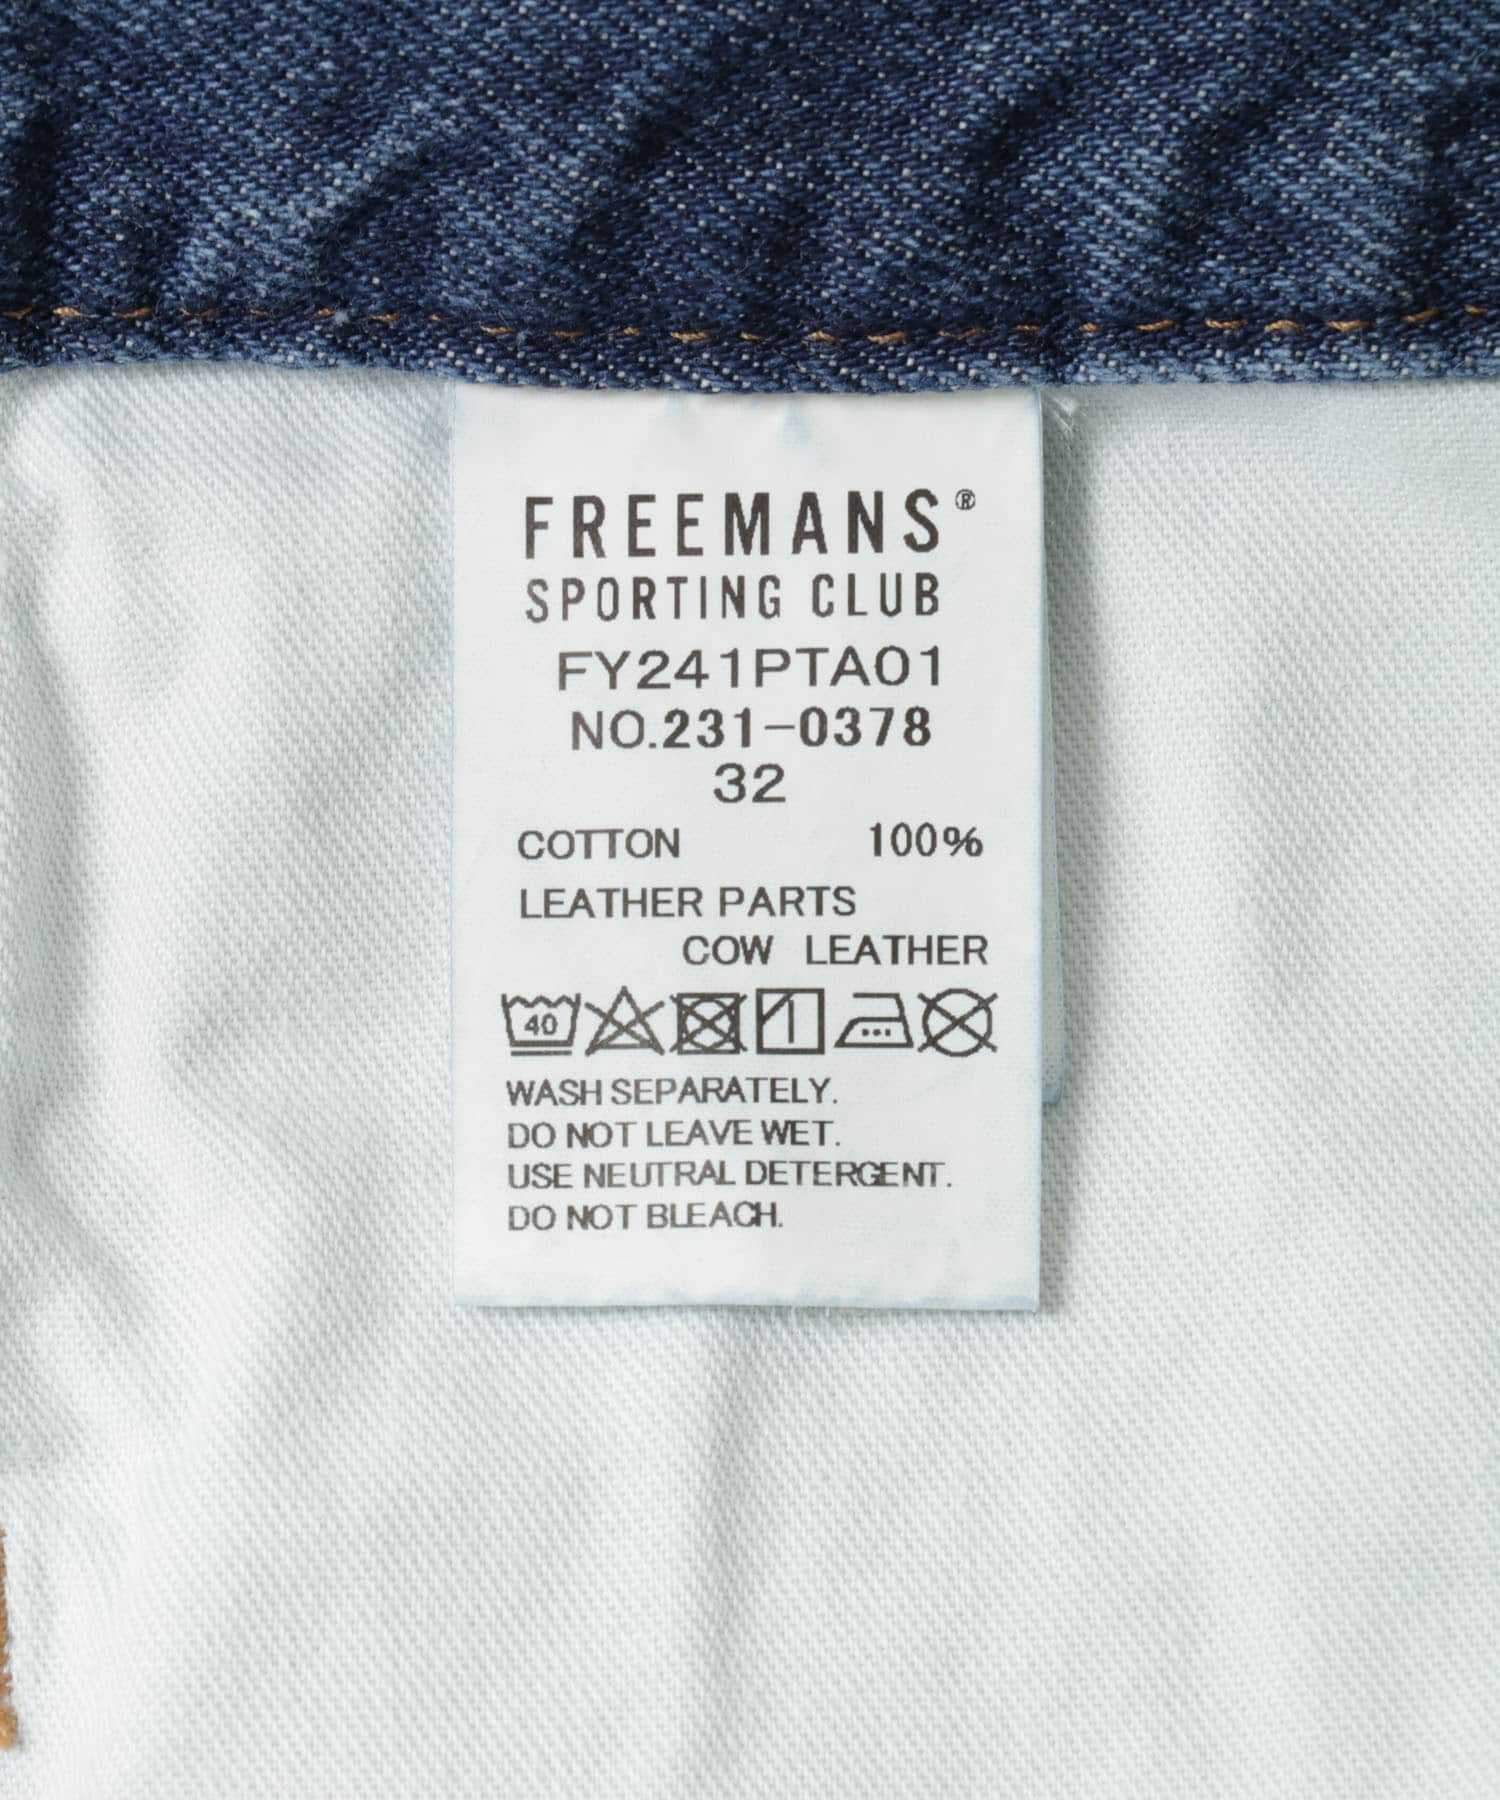 FREEMANS®
SPORTING CLUB
FY241PTA01
NO.231-0378
32
COTTON 100%
LEATHER PARTS
COW LEATHER
40
WASH SEPARATELY.
DO NOT LEAVE WET.
USE NEUTRAL DETERGENT.
DO NOT BLEACH.